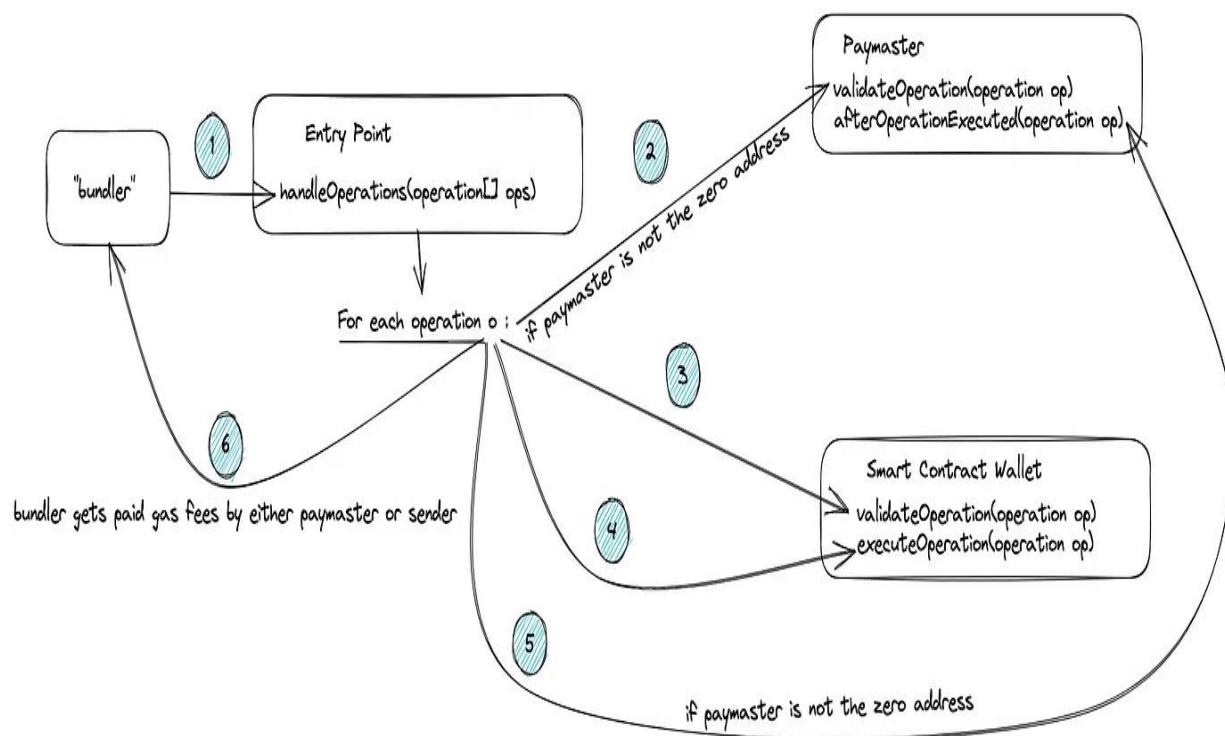 Paymaster
validateOperation(operation op)
afterOperationExecuted(operation op)
1
Entry Point
2
"bundler"
handleOperations(operation[] ops)
if paymaster is not the zero address
For each operation o :
3
6
Smart Contract Wallet
bundler gets paid gas fees by either paymaster or sender
validateOperation(operation op)
4
executeOperation(operation op)
5
if paymaster is not the zero address